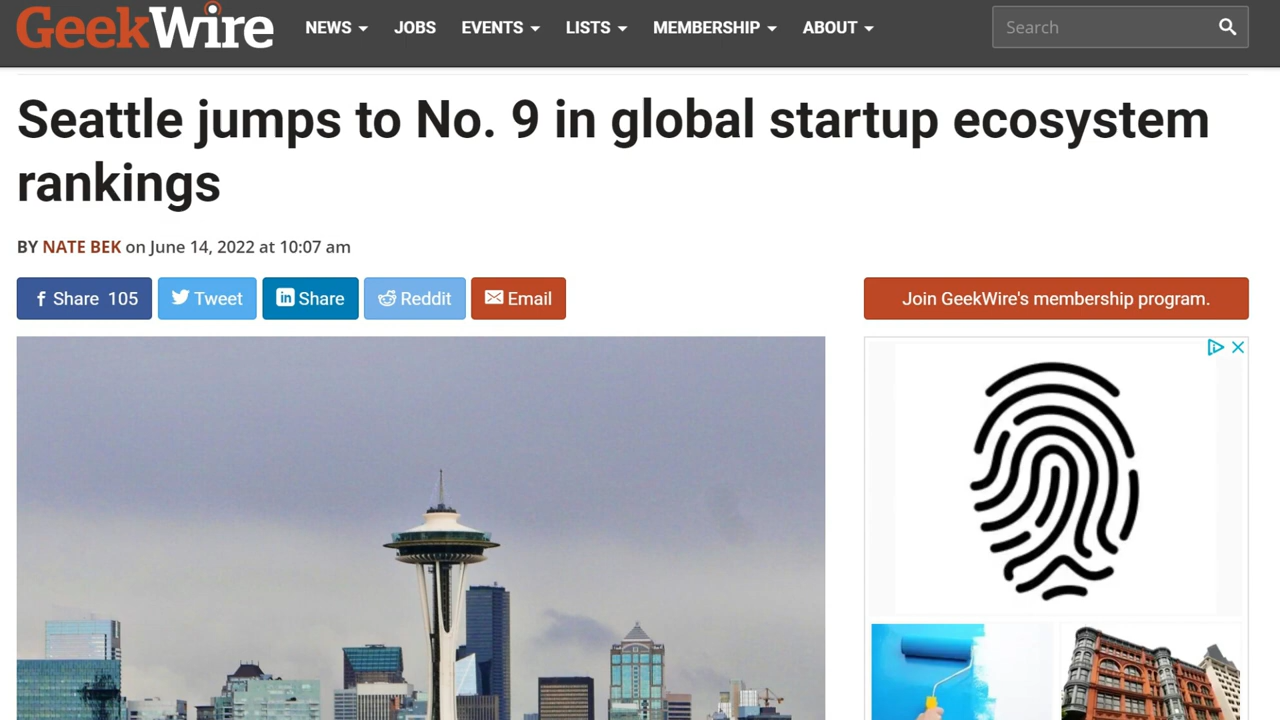 GeekWire NEWS JOBS EVENTS LISTS MEMBERSHIP ABOUT Search
Seattle jumps to No. 9 in global startup ecosystem
rankings
BY NATE BEK on June 14, 2022 at 10:07 am
f Share 105 Tweet in Share Reddit Email Join GeekWire's membership program.